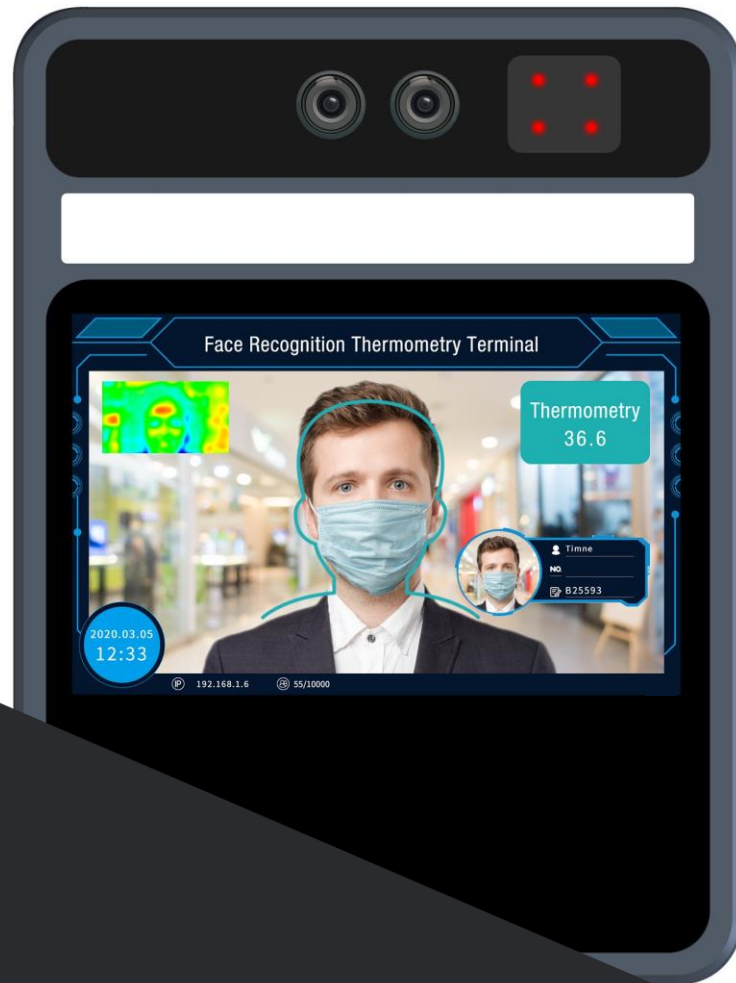 Face Recognition Thermometry Terminal
Thermometry
36.6
Timne
NO.
B25593
2020.03.05
12:33
IP 192.168.1.6 55/10000